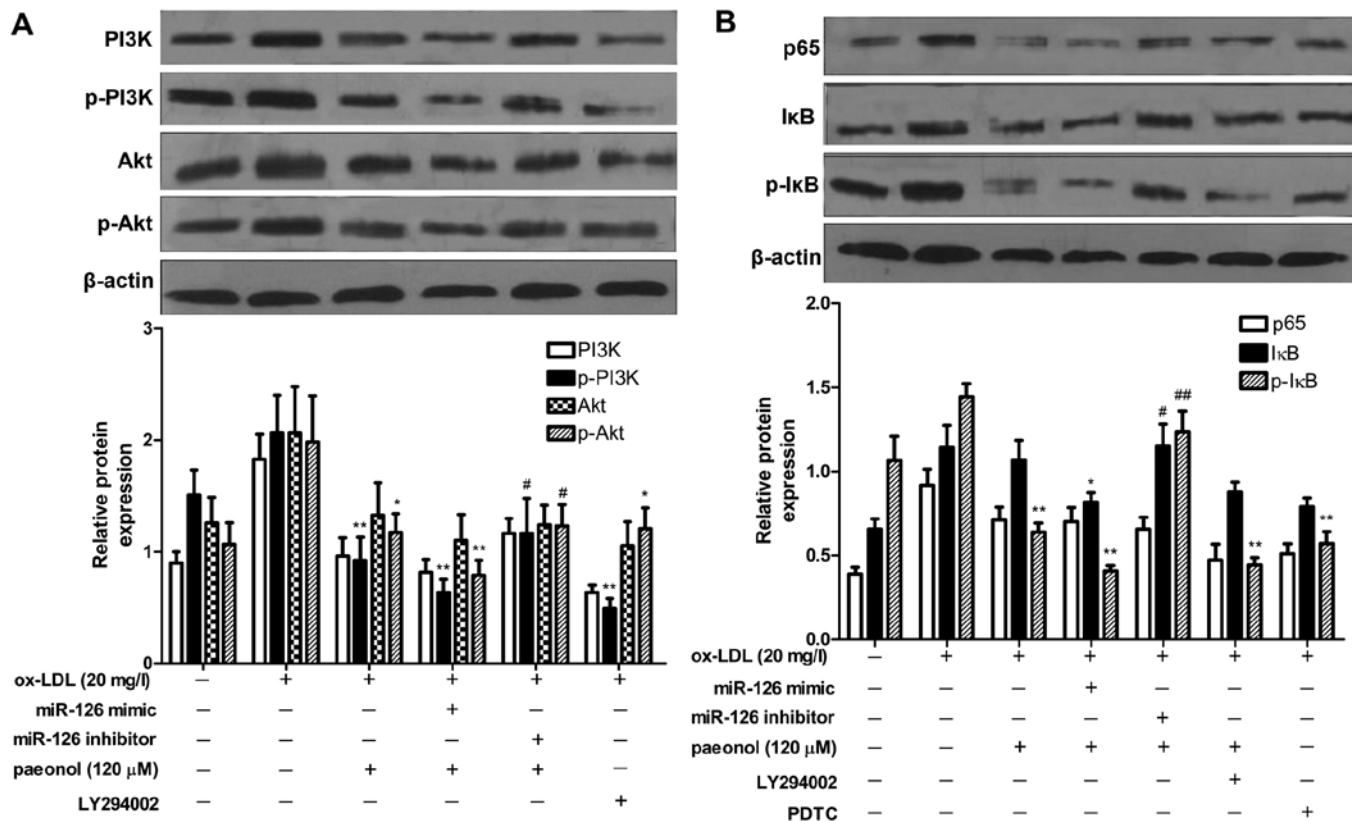 A
PI3K
p-PI3K
Akt
p-Akt
β-actin
3
2
1
0
Relative protein
expression
PI3K
p-PI3K
Akt
p-Akt
**
*
**
**
#
#
**
*
ox-LDL (20 mg/l) – + + + + +
miR-126 mimic – – – + – –
miR-126 inhibitor – – – – + –
paeonol (120 μM) – – + + + –
LY294002 – – – – – +
B
p65
IκB
p-IκB
β-actin
2.0
1.5
1.0
0.5
0.0
Relative protein
expression
p65
IκB
p-IκB
**
*
**
#
##
**
**
ox-LDL (20 mg/l) – + + + + + +
miR-126 mimic – – – + – – –
miR-126 inhibitor – – – – + – –
paeonol (120 μM) – – + + + + –
LY294002 – – – – – + –
PDTC – – – – – – +